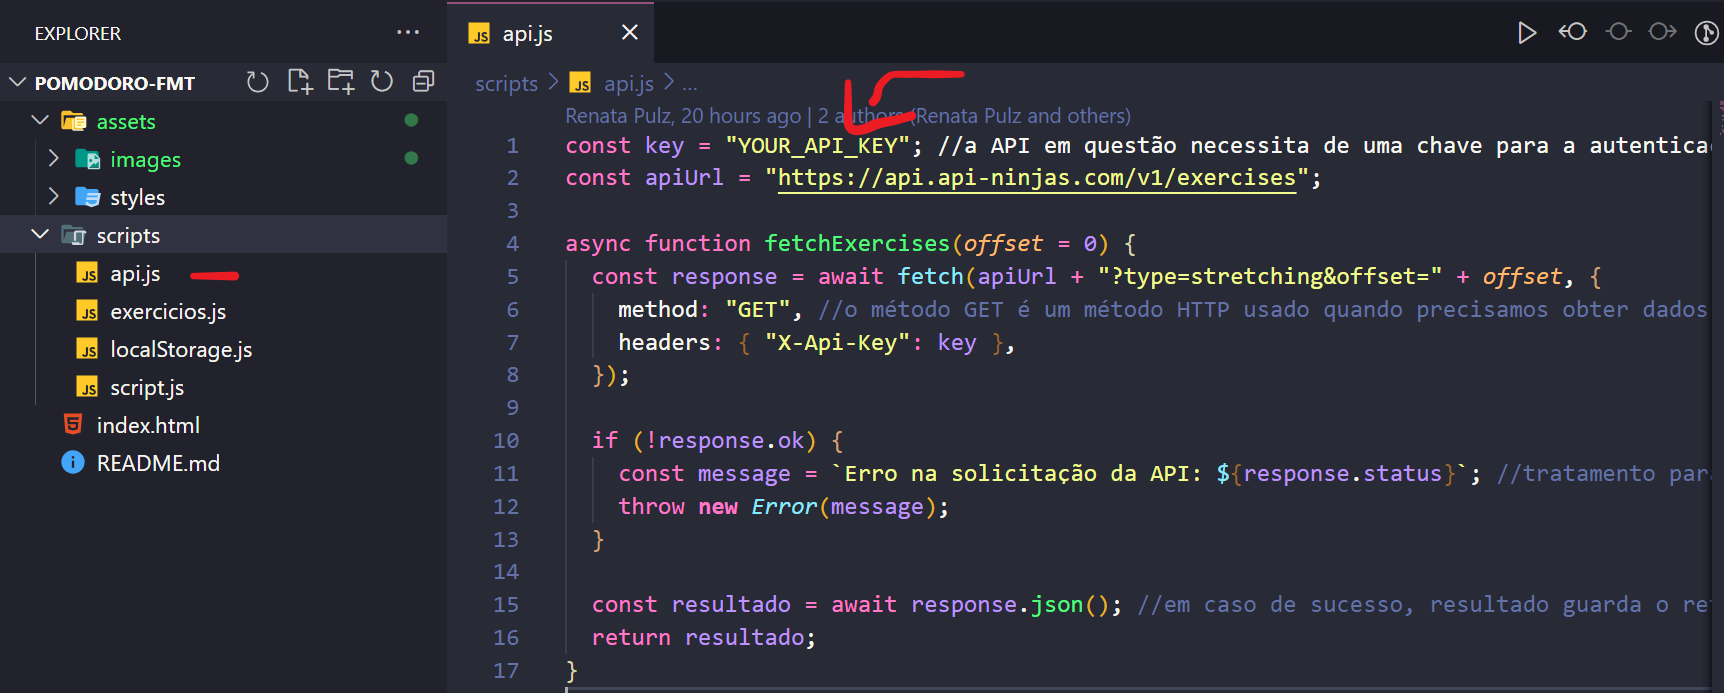 EXPLORER
POMODORO-FMT
assets
images
styles
scripts
api.js
exercicios.js
localStorage.js
script.js
index.html
README.md
api.js
scripts > api.js > ...
Renata Pulz, 20 hours ago | 2 authors (Renata Pulz and others)
1 const key = "YOUR_API_KEY"; //a API em questão necessita de uma chave para a
2 const apiUrl = "https://api.api-ninjas.com/v1/exercises";
3
4 async function fetchExercises(offset = 0) {
5 const response = await fetch(apiUrl + "?type=stretching&offset=" + offset, {
6 method: "GET", //o método GET é um método HTTP usado quando precisamos obter dados
7 headers: { "X-Api-Key": key },
8 });
9
10 if (!response.ok) {
11 const message = `Erro na solicitação da API: ${response.status}`; //tratamento
12 throw new Error(message);
13 }
14
15 const resultado = await response.json(); //em caso de sucesso, resultado guarda o
16 return resultado;
17 }